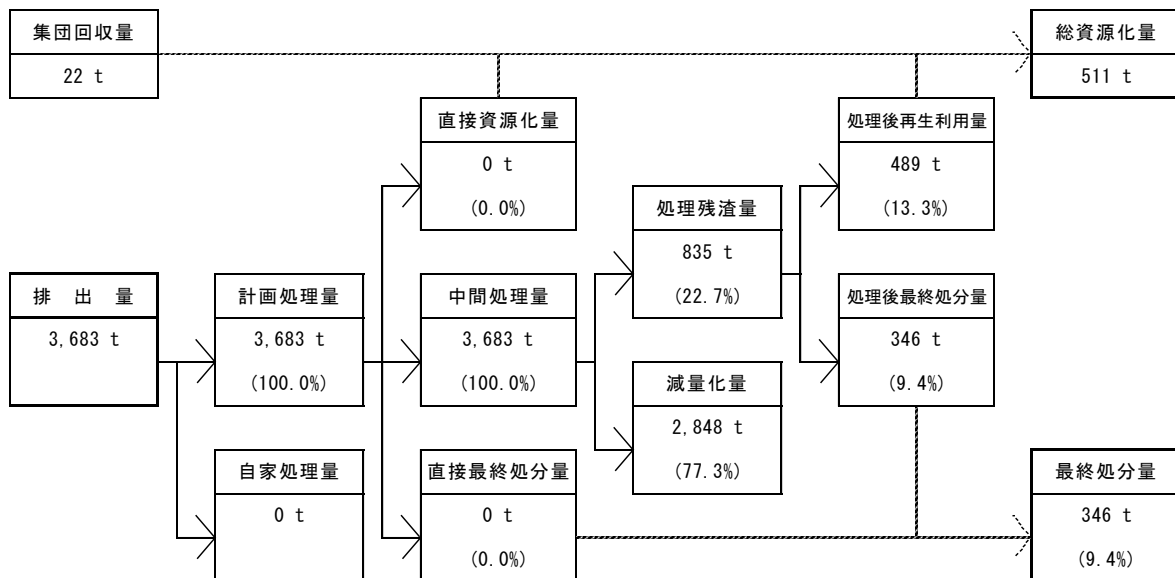 集団回収量
22 t
総資源化量
511 t
直接資源化量
0 t
(0.0%)
処理後再生利用量
489 t
(13.3%)
処理残渣量
835 t
(22.7%)
排 出 量
3,683 t
計画処理量
3,683 t
(100.0%)
中間処理量
3,683 t
(100.0%)
処理後最終処分量
346 t
(9.4%)
減量化量
2,848 t
(77.3%)
自家処理量
0 t
直接最終処分量
0 t
(0.0%)
最終処分量
346 t
(9.4%)